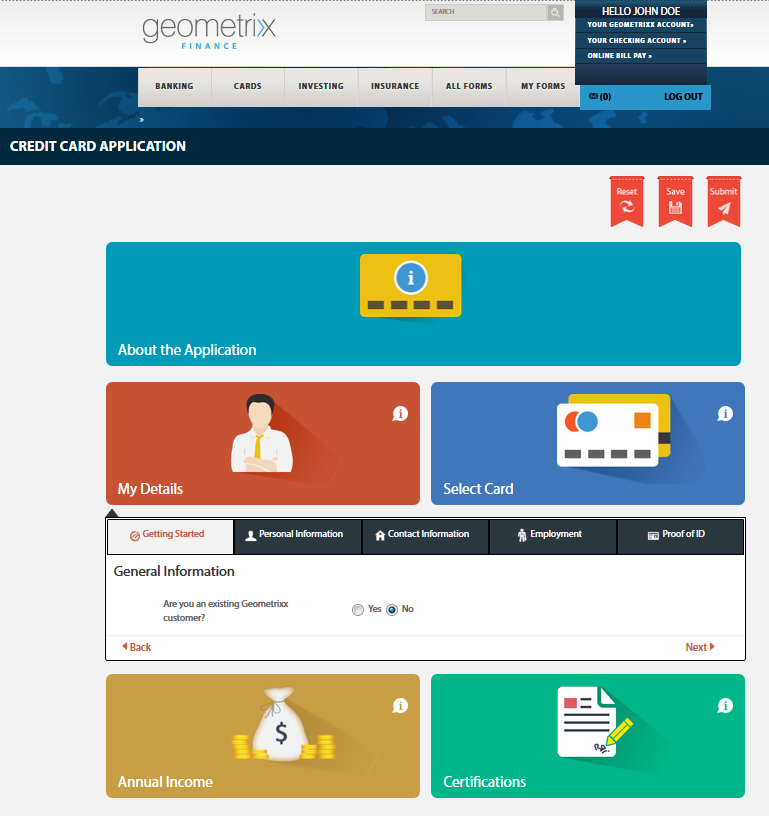 geometrixx
FINANCE
SEARCH
HELLO JOHN DOE
YOUR GEOMETRIXX ACCOUNT»
YOUR CHECKING ACCOUNT »
ONLINE BILL PAY »
(0) LOG OUT
BANKING CARDS INVESTING INSURANCE ALL FORMS MY FORMS
»
CREDIT CARD APPLICATION
Reset Save Submit
i
About the Application
i
My Details
i
Select Card
Getting Started Personal Information Contact Information Employment Proof of ID
General Information
Are you an existing Geometrixx
customer?
Yes No
Back Next
i
$
Annual Income
i
Certifications